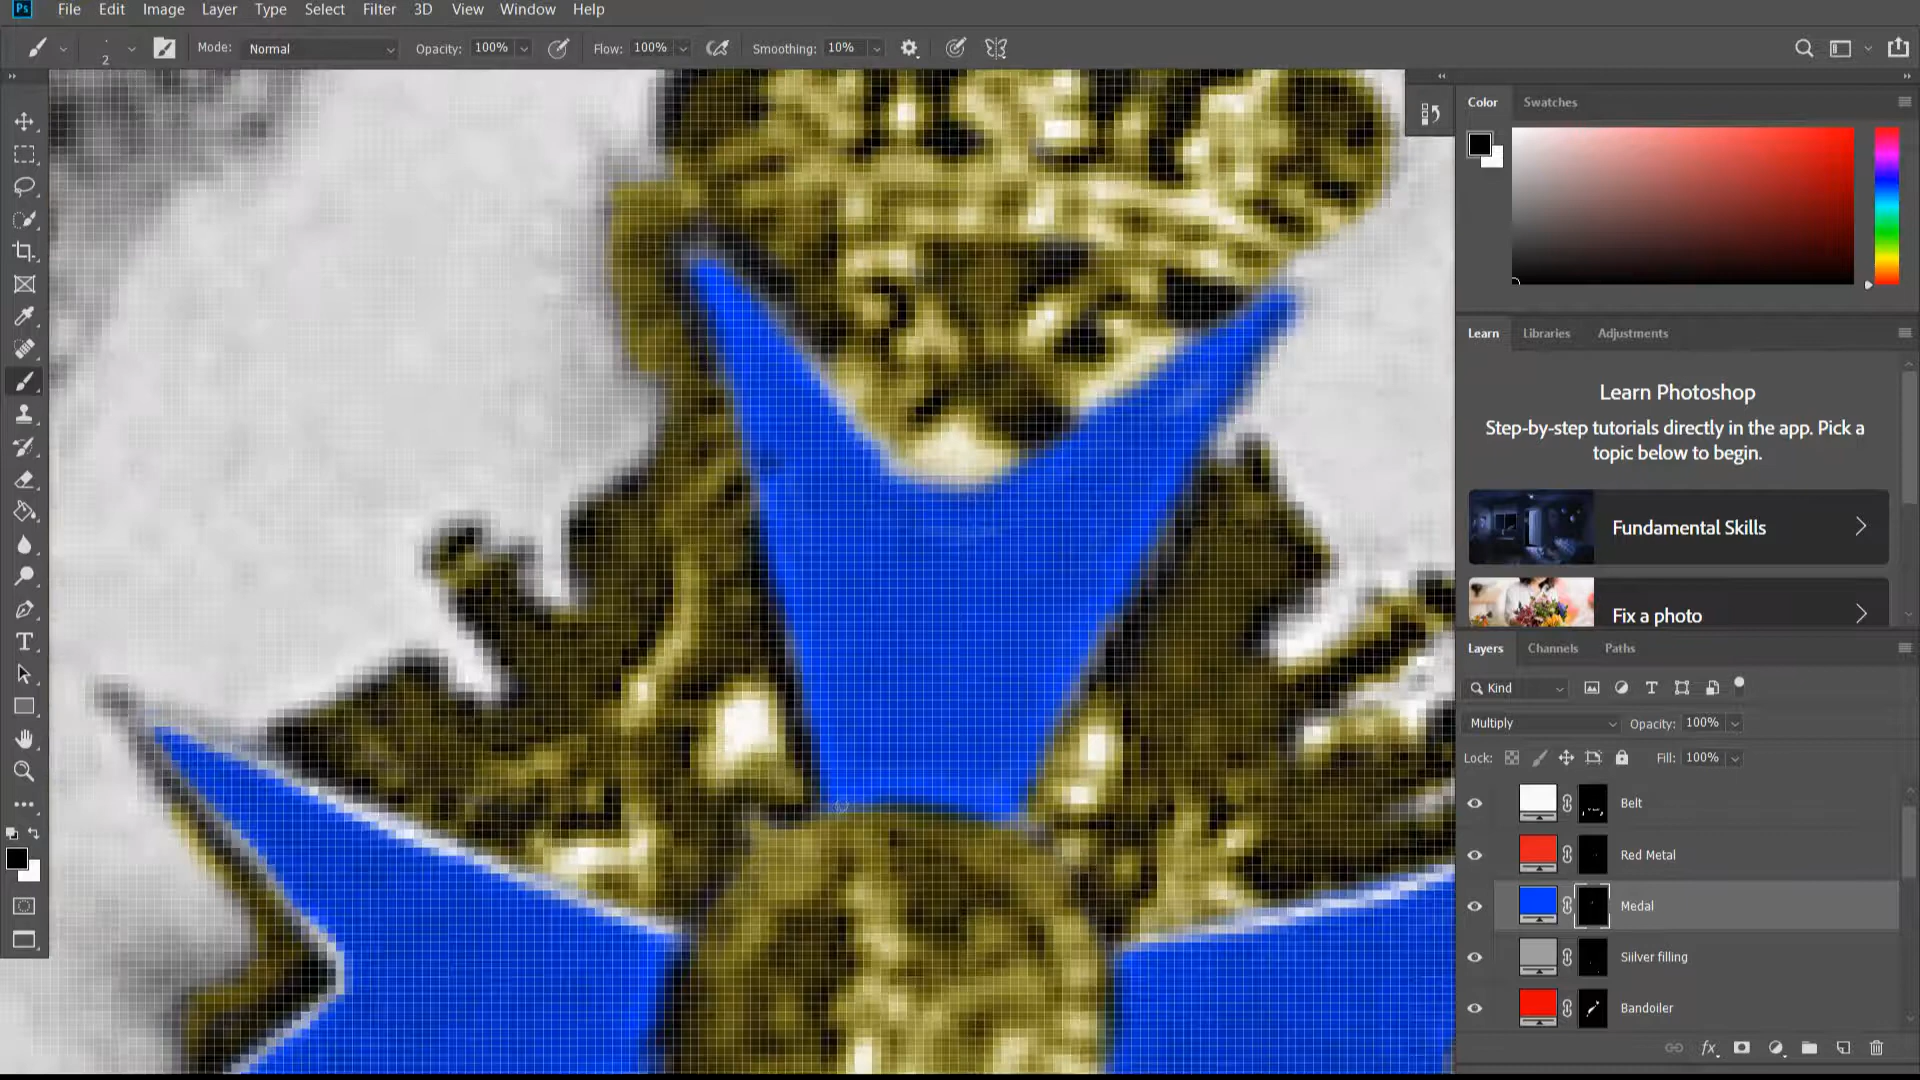 Ps File Edit Image Layer Type Select Filter 3D View Window Help
2 Mode: Normal Opacity: 100% Flow: 100% Smoothing: 10%
Color Swatches
Learn Libraries Adjustments
Learn Photoshop
Step-by-step tutorials directly in the app. Pick a
topic below to begin.
Fundamental Skills
Fix a photo
Layers Channels Paths
Kind
Multiply Opacity: 100%
Lock: Fill: 100%
Belt
Red Metal
Medal
Siilver filling
Bandoiler
fx